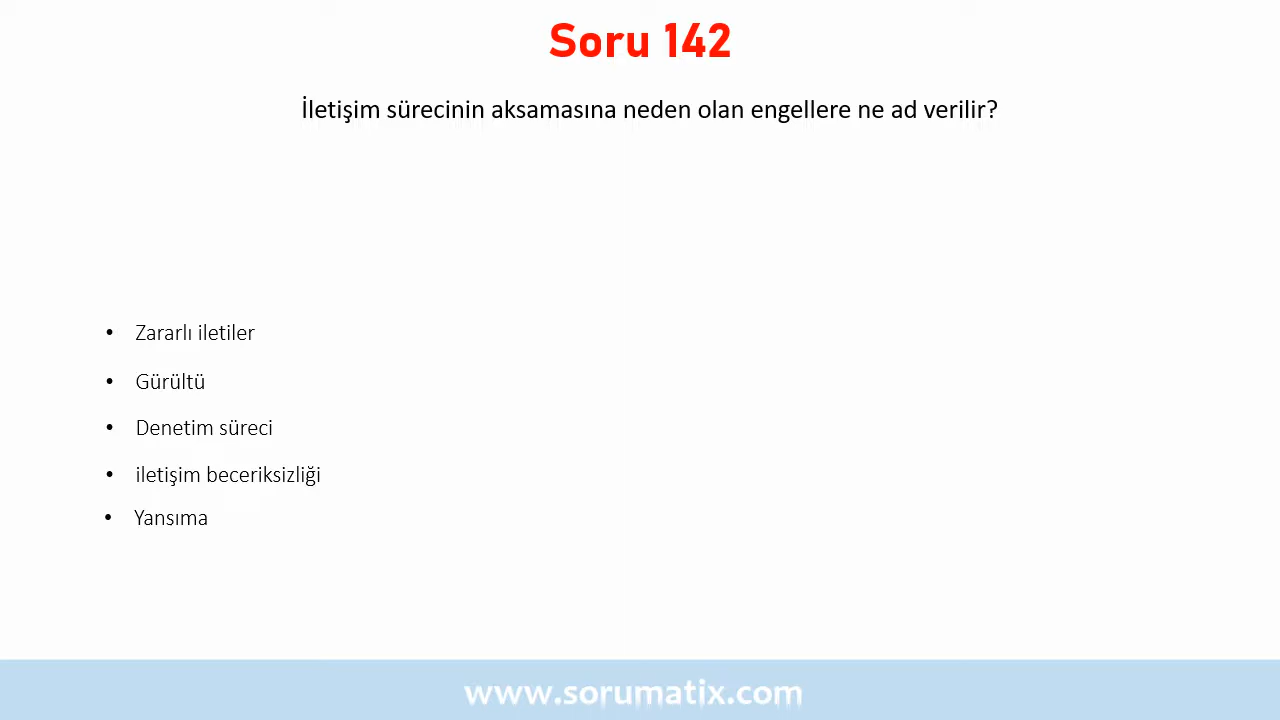 Soru 142
İletişim sürecinin aksamasına neden olan engellere ne ad verilir?
• Zararlı iletiler
• Gürültü
• Denetim süreci
• iletişim beceriksizliği
• Yansıma
www.sorumatix.com